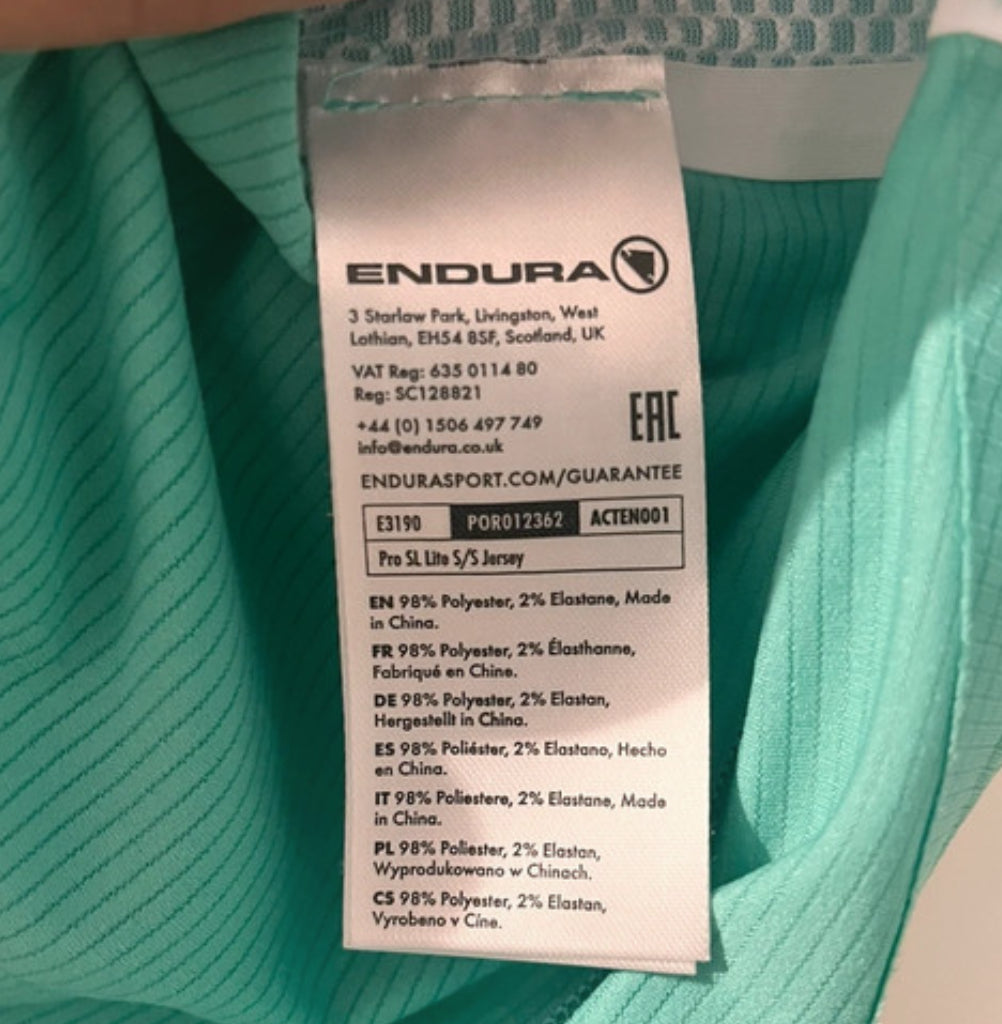 ENDURA
3 Starlaw Park, Livingston, West
Lothian, EH54 8SF, Scotland, UK
VAT Reg: 635 0114 80
Reg: SC128821
+44 (0) 1506 497 749
info@endura.co.uk
EAC
ENDURASPORT.COM/GUARANTEE
E3190 POR012362 ACTEN001
Pro SL Lite S/S Jersey
EN 98% Polyester, 2% Elastane, Made
in China.
FR 98% Polyester, 2% Élasthanne,
Fabriqué en Chine.
DE 98% Polyester, 2% Elastan,
Hergestellt in China.
ES 98% Poliéster, 2% Elastano, Hecho
en China.
IT 98% Poliestere, 2% Elastane, Made
in China.
PL 98% Poliester, 2% Elastan,
Wyprodukowano w Chinach.
CS 98% Polyester, 2% Elastan,
Vyrobeno v Číne.